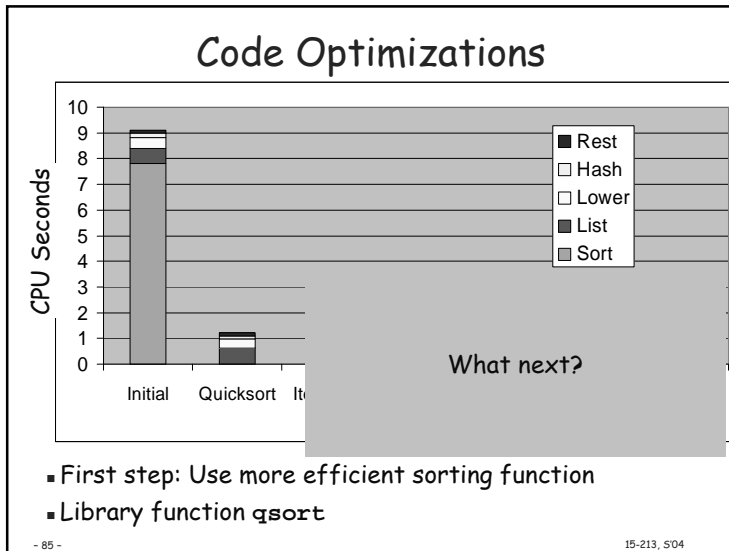 Code Optimizations
10
9
8
7
6
5
4
3
2
1
0
CPU Seconds
Rest
Hash
Lower
List
Sort
What next?
Initial Quicksort
▪ First step: Use more efficient sorting function
▪ Library function qsort
– 85 – 15-213, S'04